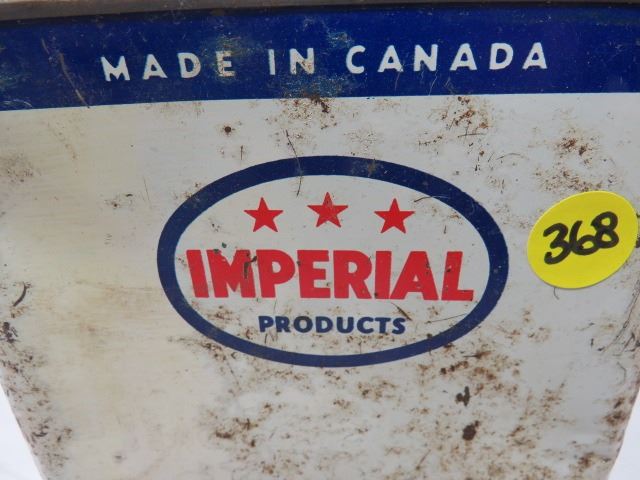 MADE IN CANADA
IMPERIAL
PRODUCTS
368